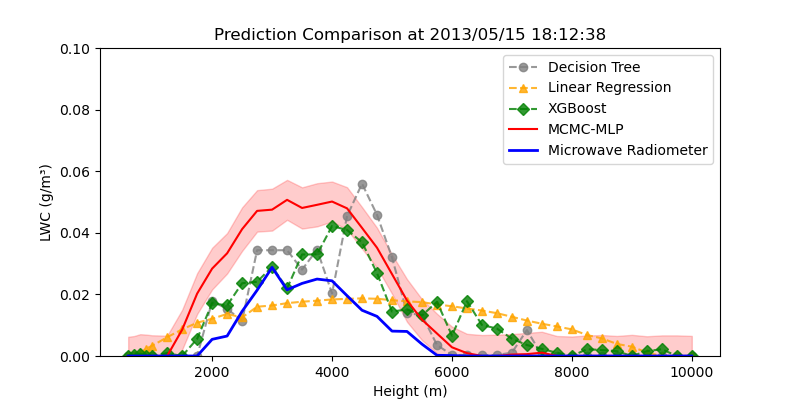 Prediction Comparison at 2013/05/15 18:12:38
0.10
0.08
0.06
0.04
0.02
0.00
LWC (g/m³)
Decision Tree
Linear Regression
XGBoost
MCMC-MLP
Microwave Radiometer
2000 4000 6000 8000 10000
Height (m)